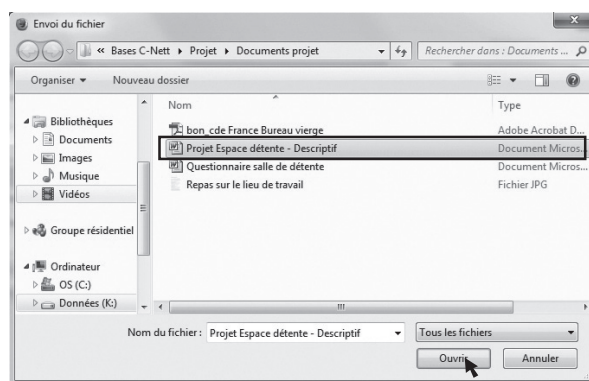 Envoi du fichier
« Bases C-Nett Projet Documents projet
Rechercher dans : Documents ...
Organiser Nouveau dossier
Nom Type
Bibliothèques
Documents
Images
Musique
Vidéos
Groupe résidentiel
Ordinateur
OS (C:)
Données (K:)
bon_cde France Bureau vierge Adobe Acrobat D...
Projet Espace détente - Descriptif Document Micros...
Questionnaire salle de détente Document Micros...
Repas sur le lieu de travail Fichier JPG
Nom du fichier : Projet Espace détente - Descriptif Tous les fichiers
Ouvrir Annuler